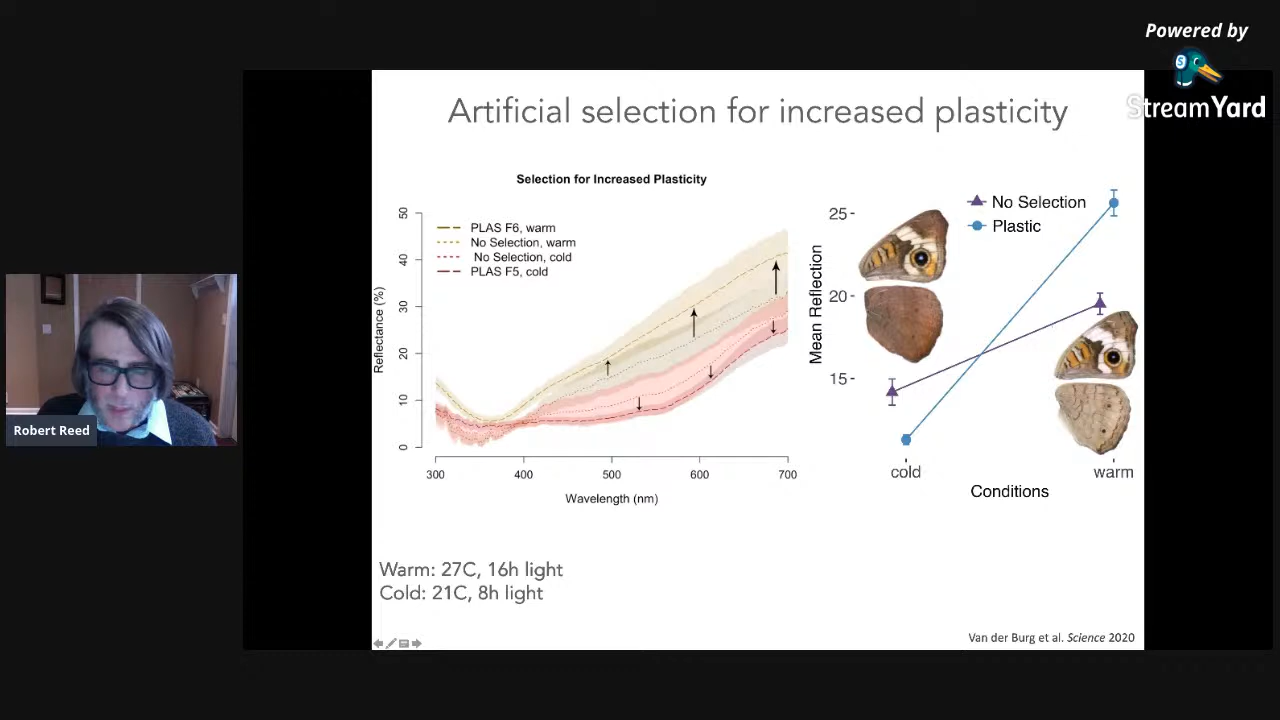 Powered by
StreamYard
Artificial selection for increased plasticity
Selection for Increased Plasticity
Reflectance (%)
50
40
30
20
10
0
PLAS F6, warm
No Selection, warm
No Selection, cold
PLAS F5, cold
300
400
500
600
700
Wavelength (nm)
Mean Reflection
25
20
15
No Selection
Plastic
cold
warm
Conditions
Robert Reed
Warm: 27C, 16h light
Cold: 21C, 8h light
Van der Burg et al. Science 2020